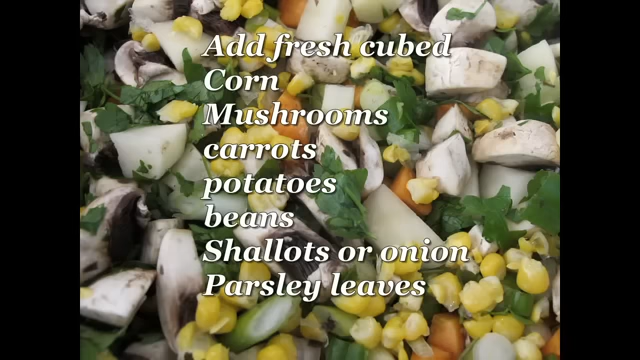 Add fresh cubed
Corn
Mushrooms
carrots
potatoes
beans
Shallots or onion
Parsley leaves